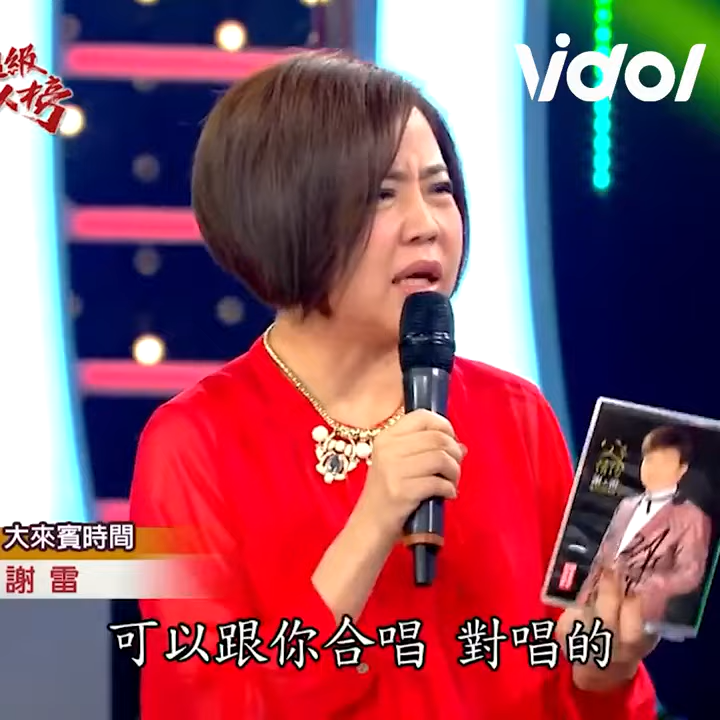 級
人榜
vidol
大來賓時間
謝雷
可以跟你合唱 對唱的